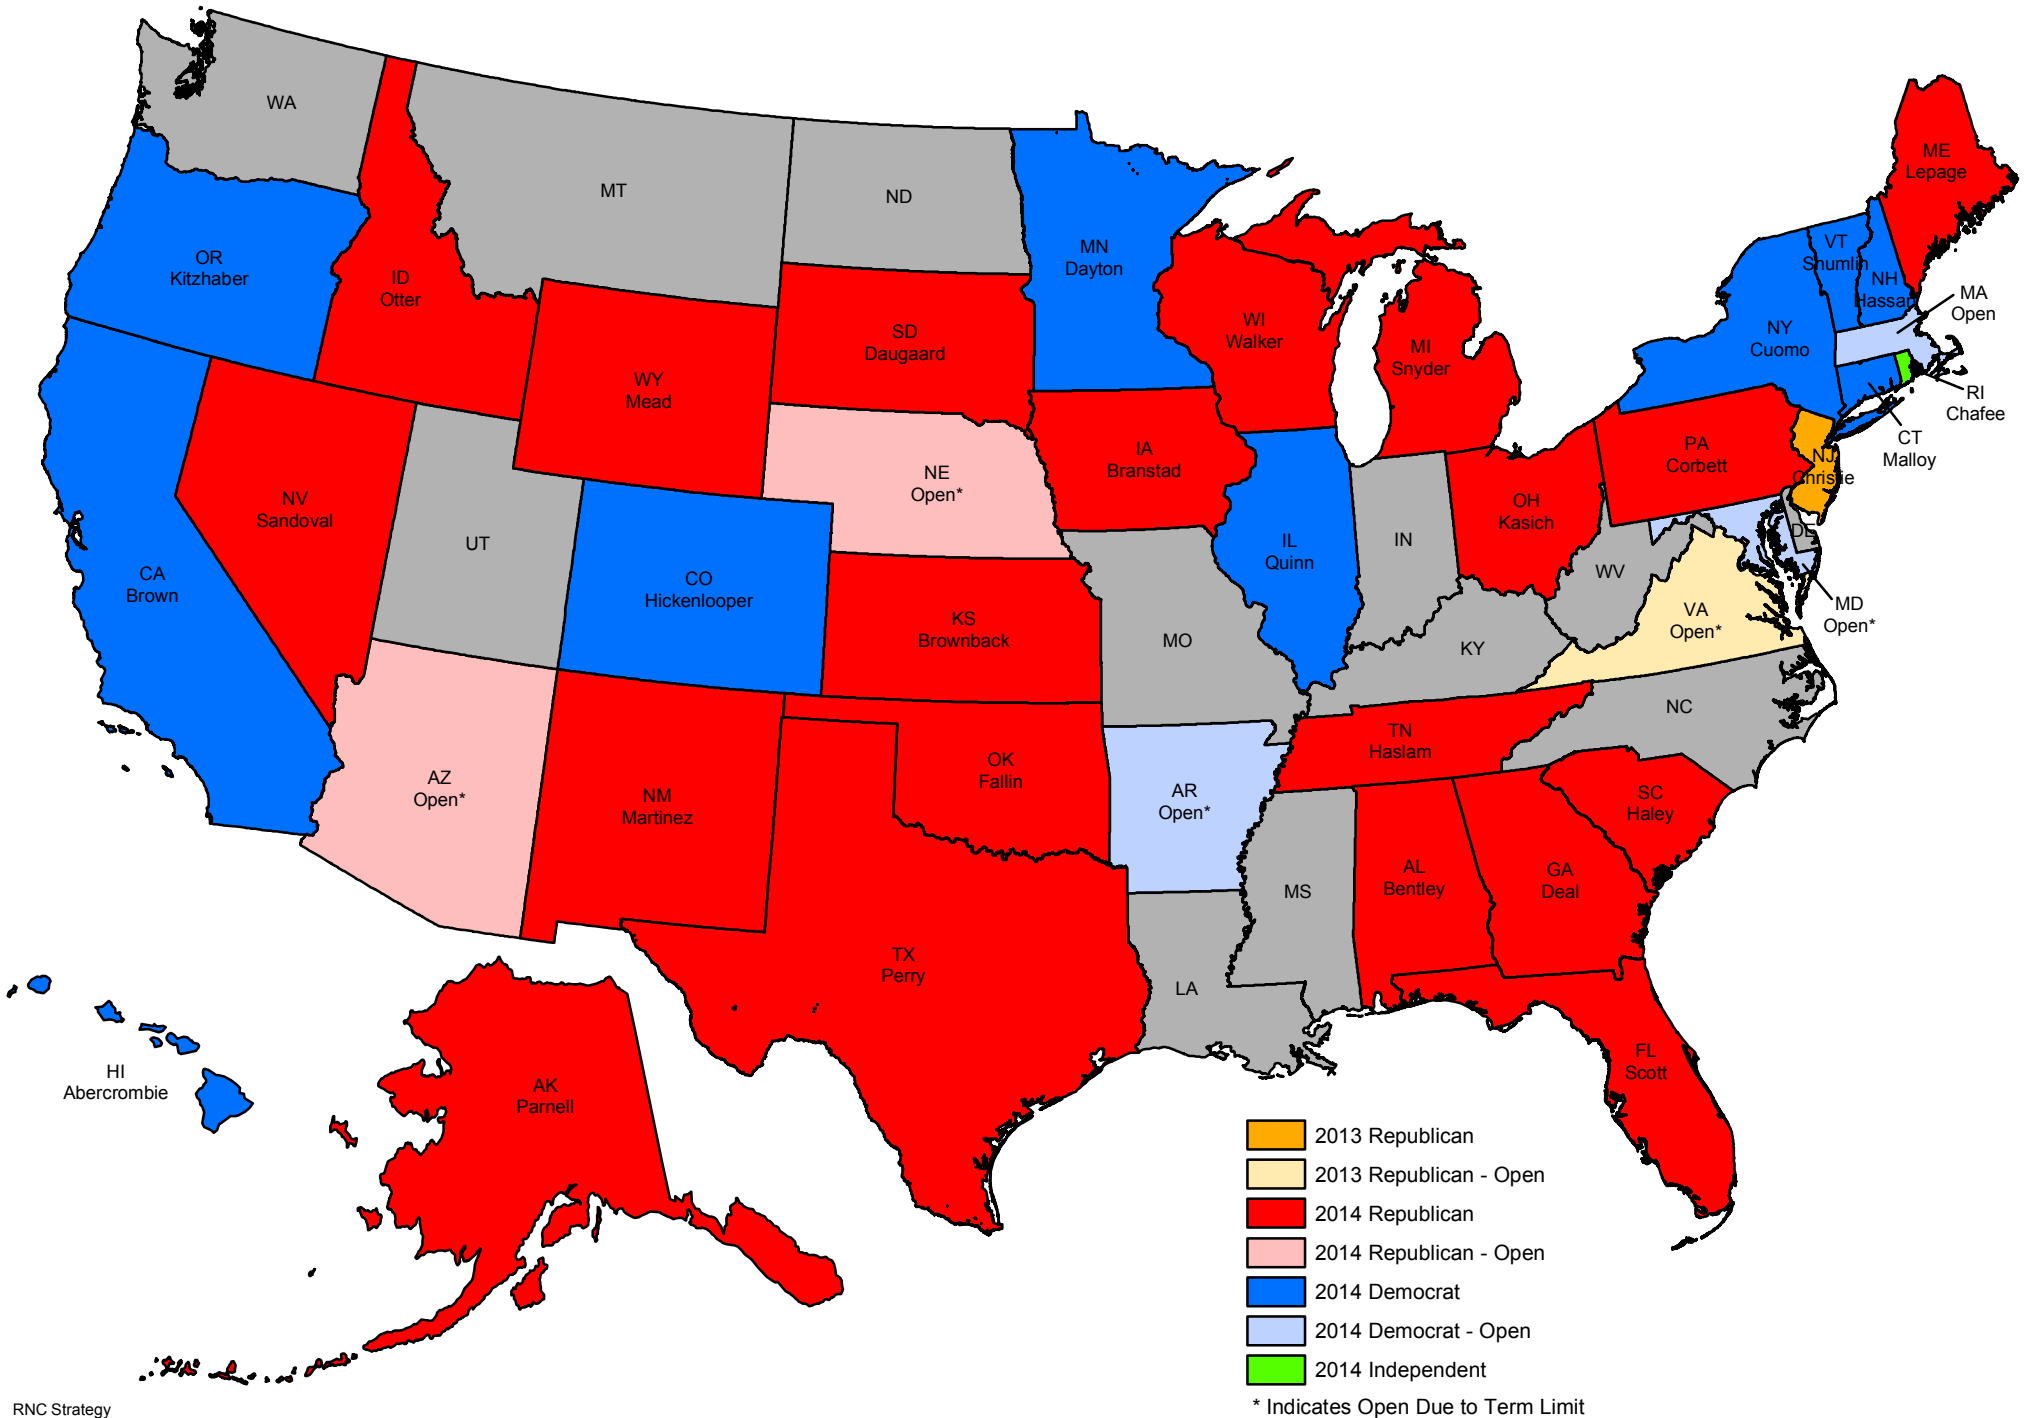 WA
MT
ND
OR
Kitzhaber
ID
Otter
MN
Dayton
ME
Lepage
VT
Shumlin
NH
Hassan
MA
Open
NY
Cuomo
RI
Chafee
CT
Malloy
WI
Walker
MI
Snyder
SD
Daugaard
WY
Mead
NE
Open*
IA
Branstad
PA
Corbett
NJ
Christie
NV
Sandoval
UT
CO
Hickenlooper
CA
Brown
IL
Quinn
IN
OH
Kasich
DE
WV
MD
Open*
VA
Open*
KS
Brownback
MO
KY
NC
TN
Haslam
AZ
Open*
NM
Martinez
OK
Fallin
AR
Open*
SC
Haley
MS
AL
Bentley
GA
Deal
TX
Perry
LA
FL
Scott
HI
Abercrombie
AK
Parnell
2013 Republican
2013 Republican - Open
2014 Republican
2014 Republican - Open
2014 Democrat
2014 Democrat - Open
2014 Independent
* Indicates Open Due to Term Limit
RNC Strategy